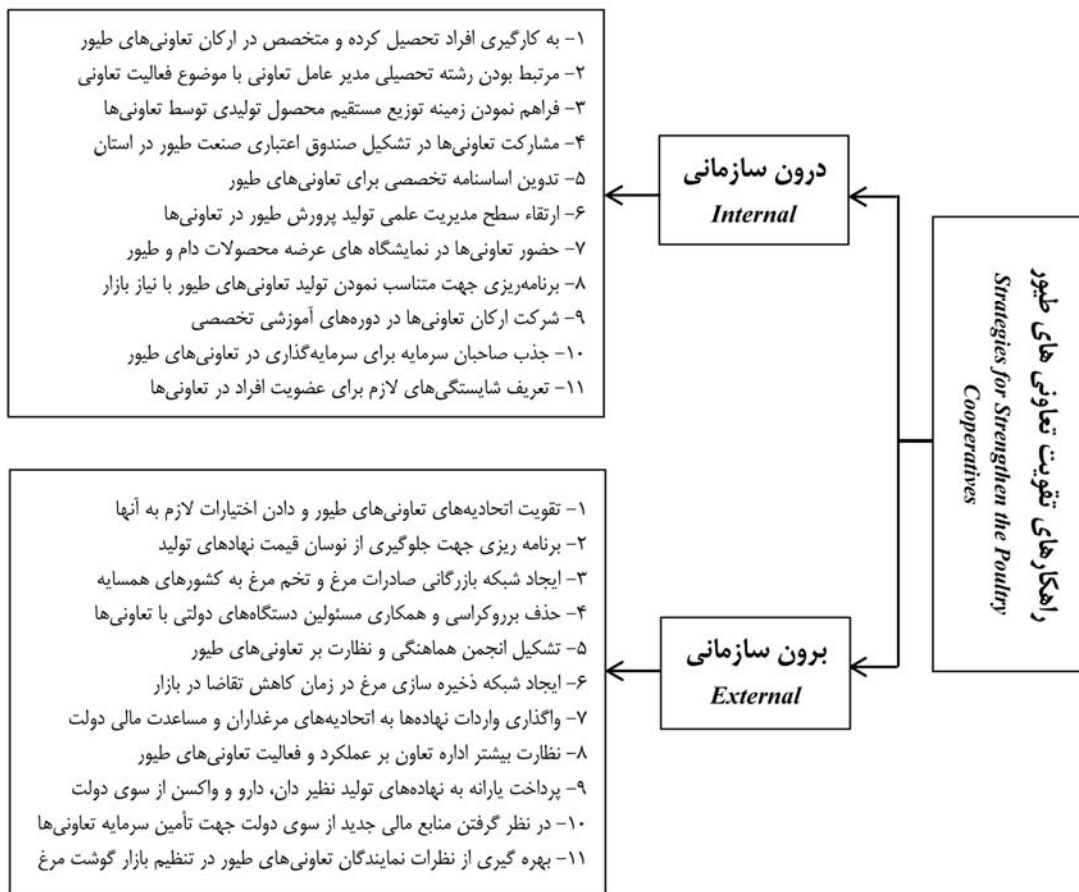 راهکارهای تقویت تعاونی های طیور
Strategies for Strengthen the Poultry
Cooperatives
درون سازمانی
Internal
۱- به کارگیری افراد تحصیل کرده و متخصص در ارکان تعاونی‌های طیور
۲- مرتبط بودن رشته تحصیلی مدیر عامل تعاونی با موضوع فعالیت تعاونی
۳- فراهم نمودن زمینه توزیع مستقیم محصول تولیدی توسط تعاونی‌ها
۴- مشارکت تعاونی‌ها در تشکیل صندوق اعتباری صنعت طیور در استان
۵- تدوین اساسنامه تخصصی برای تعاونی‌های طیور
۶- ارتقاء سطح مدیریت علمی تولید پرورش طیور در تعاونی‌ها
۷- حضور تعاونی‌ها در نمایشگاه های عرضه محصولات دام و طیور
۸- برنامه‌ریزی جهت متناسب نمودن تولید تعاونی‌های طیور با نیاز بازار
۹- شرکت ارکان تعاونی‌ها در دوره‌های آموزشی تخصصی
۱۰- جذب صاحبان سرمایه برای سرمایه‌گذاری در تعاونی‌های طیور
۱۱- تعریف شایستگی‌های لازم برای عضویت افراد در تعاونی‌ها
برون سازمانی
External
۱- تقویت اتحادیه‌های تعاونی‌های طیور و دادن اختیارات لازم به آنها
۲- برنامه ریزی جهت جلوگیری از نوسان قیمت نهادهای تولید
۳- ایجاد شبکه بازرگانی صادرات مرغ و تخم مرغ به کشورهای همسایه
۴- حذف برروکراسی و همکاری مسئولین دستگاه‌های دولتی با تعاونی‌ها
۵- تشکیل انجمن هماهنگی و نظارت بر تعاونی‌های طیور
۶- ایجاد شبکه ذخیره سازی مرغ در زمان کاهش تقاضا در بازار
۷- واگذاری واردات نهاده‌ها به اتحادیه‌های مرغداران و مساعدت مالی دولت
۸- نظارت بیشتر اداره تعاون بر عملکرد و فعالیت تعاونی‌های طیور
۹- پرداخت یارانه به نهاده‌های تولید نظیر دان، دارو و واکسن از سوی دولت
۱۰- در نظر گرفتن منابع مالی جدید از سوی دولت جهت تأمین سرمایه تعاونی‌ها
۱۱- بهره گیری از نظرات نمایندگان تعاونی‌های طیور در تنظیم بازار گوشت مرغ